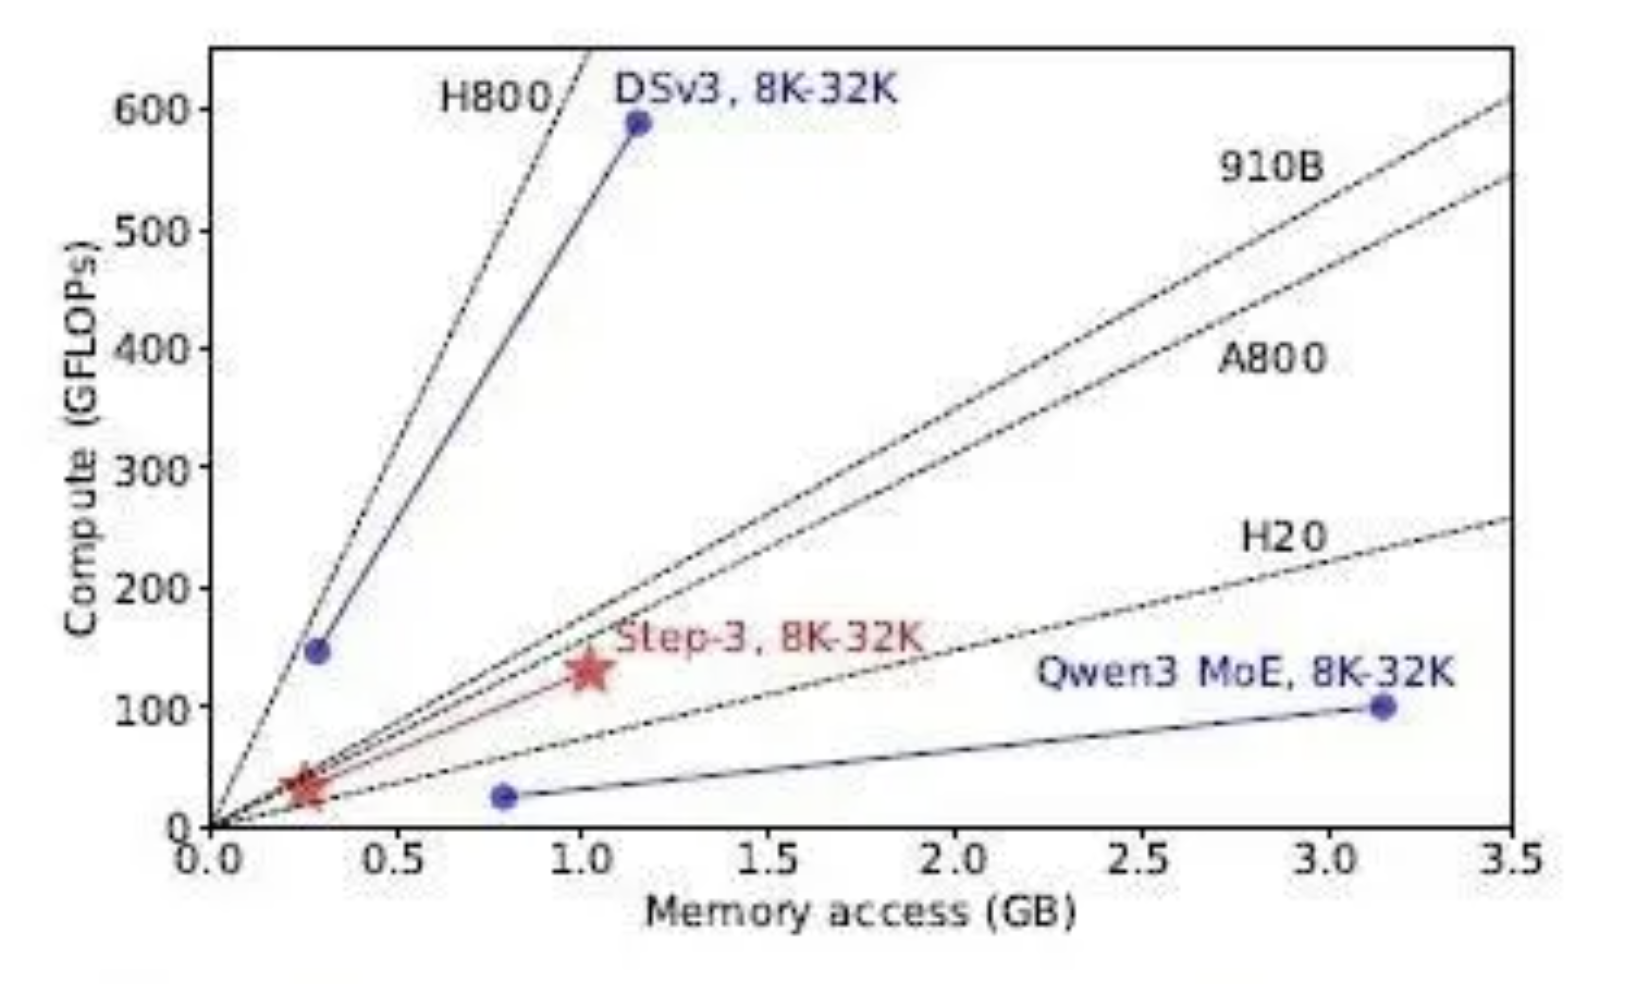 H800
DSv3, 8K-32K
910B
A800
H20
Step-3, 8K-32K
Qwen3 MoE, 8K-32K
Compute (GFLOPs)
600
500
400
300
200
100
0
0.0 0.5 1.0 1.5 2.0 2.5 3.0 3.5
Memory access (GB)